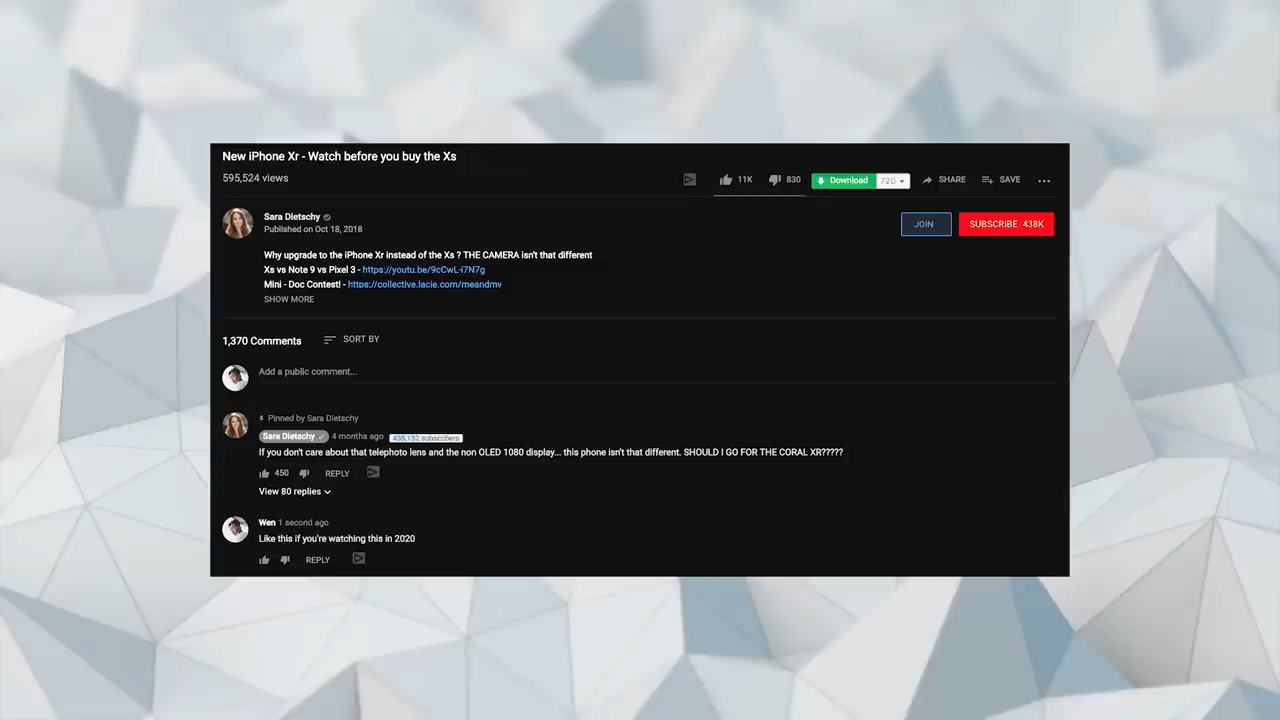 New iPhone Xr - Watch before you buy the Xs
595,524 views
11K 830 Download 720 SHARE SAVE
Sara Dietschy
Published on Oct 18, 2018
JOIN SUBSCRIBE 438K
Why upgrade to the iPhone Xr instead of the Xs ? THE CAMERA isn't that different
Xs vs Note 9 vs Pixel 3 - https://youtu.be/9cCwL-i7N7g
Mini - Doc Contest! - https://collective.lacie.com/meandmv
SHOW MORE
1,370 Comments SORT BY
Add a public comment...
Pinned by Sara Dietschy
Sara Dietschy 4 months ago 438,132 subscribers
If you don't care about that telephoto lens and the non OLED 1080 display... this phone isn't that different. SHOULD I GO FOR THE CORAL XR?????
450 REPLY
View 80 replies
Wen 1 second ago
Like this if you're watching this in 2020
REPLY